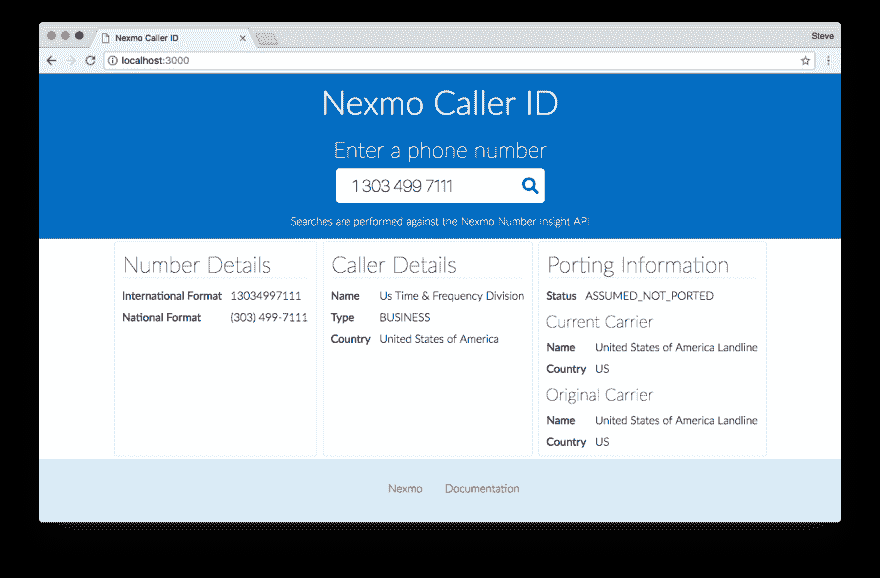 Nexmo Caller ID
Steve
localhost:3000
Nexmo Caller ID
Enter a phone number
1 303 499 7111
Searches are performed against the Nexmo Number Insight API
Number Details
International Format 13034997111
National Format (303) 499-7111
Caller Details
Name Us Time & Frequency Division
Type BUSINESS
Country United States of America
Porting Information
Status ASSUMED_NOT_PORTED
Current Carrier
Name United States of America Landline
Country US
Original Carrier
Name United States of America Landline
Country US
Nexmo Documentation